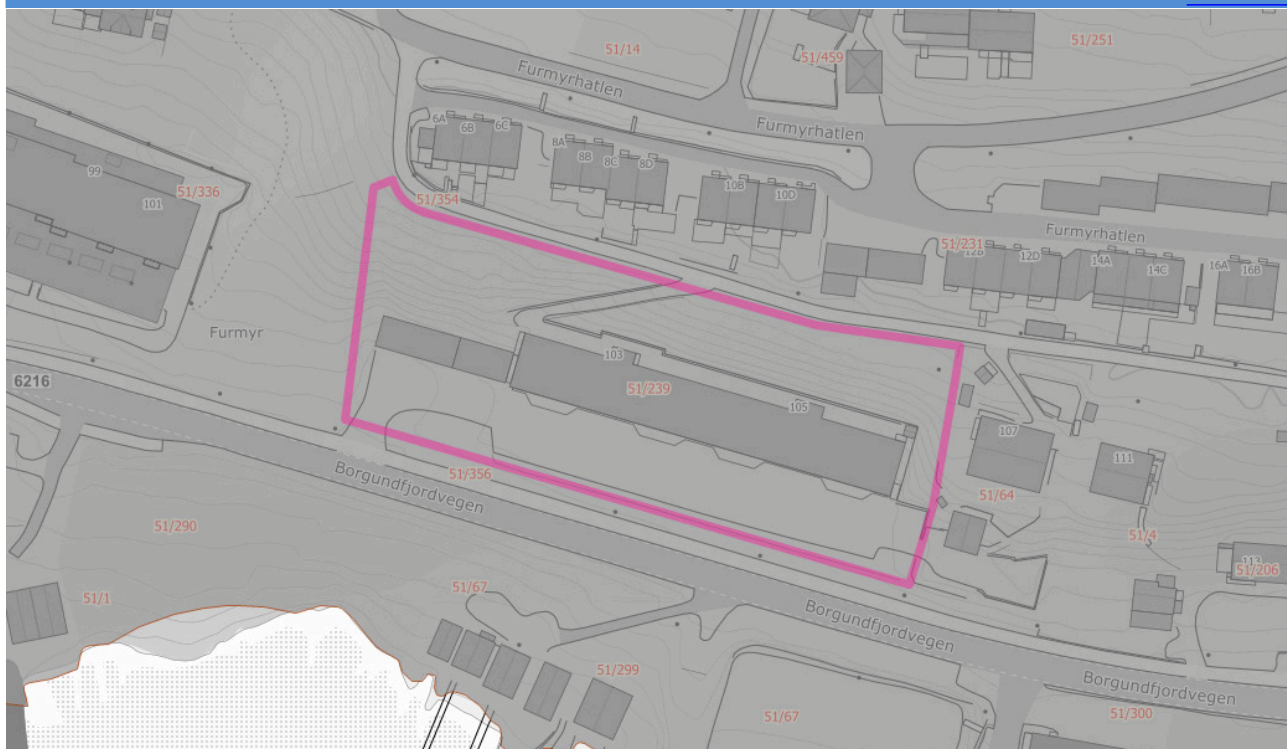 51/14
51/251
51/459
Furmyrhatlen
Furmyrhatlen
6A
6B
6C
8A
8B
8C
8D
99
51/336
101
51/354
10B
10D
Furmyrhatlen
51/231
12B
12D
14A
14C
16A
16B
Furmyr
103
51/239
105
6216
107
111
51/356
Borgundfjordvegen
51/64
51/290
51/4
113
51/206
51/67
51/1
Borgundfjordvegen
51/299
Borgundfjordvegen
51/67
51/300